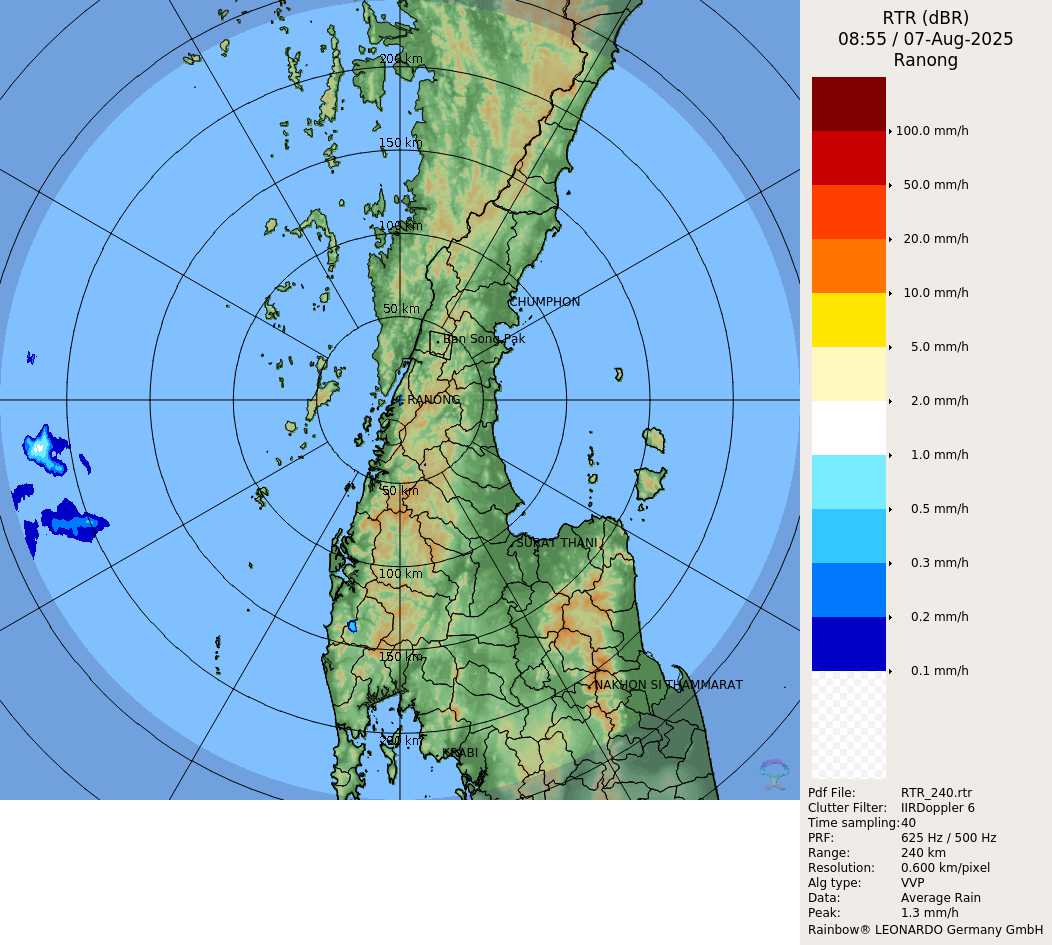 200 km
150 km
100 km
50 km
CHUMPHON
Ban Song Pak
RANONG
50 km
SURAT THANI
100 km
150 km
NAKHON SI THAMMARAT
200 km
KRABI
RTR (dBR)
08:55 / 07-Aug-2025
Ranong
100.0 mm/h
50.0 mm/h
20.0 mm/h
10.0 mm/h
5.0 mm/h
2.0 mm/h
1.0 mm/h
0.5 mm/h
0.3 mm/h
0.2 mm/h
0.1 mm/h
Pdf File: RTR_240.rtr
Clutter Filter: IIRDoppler 6
Time sampling:40
PRF: 625 Hz / 500 Hz
Range: 240 km
Resolution: 0.600 km/pixel
Alg type: VVP
Data: Average Rain
Peak: 1.3 mm/h
Rainbow® LEONARDO Germany GmbH